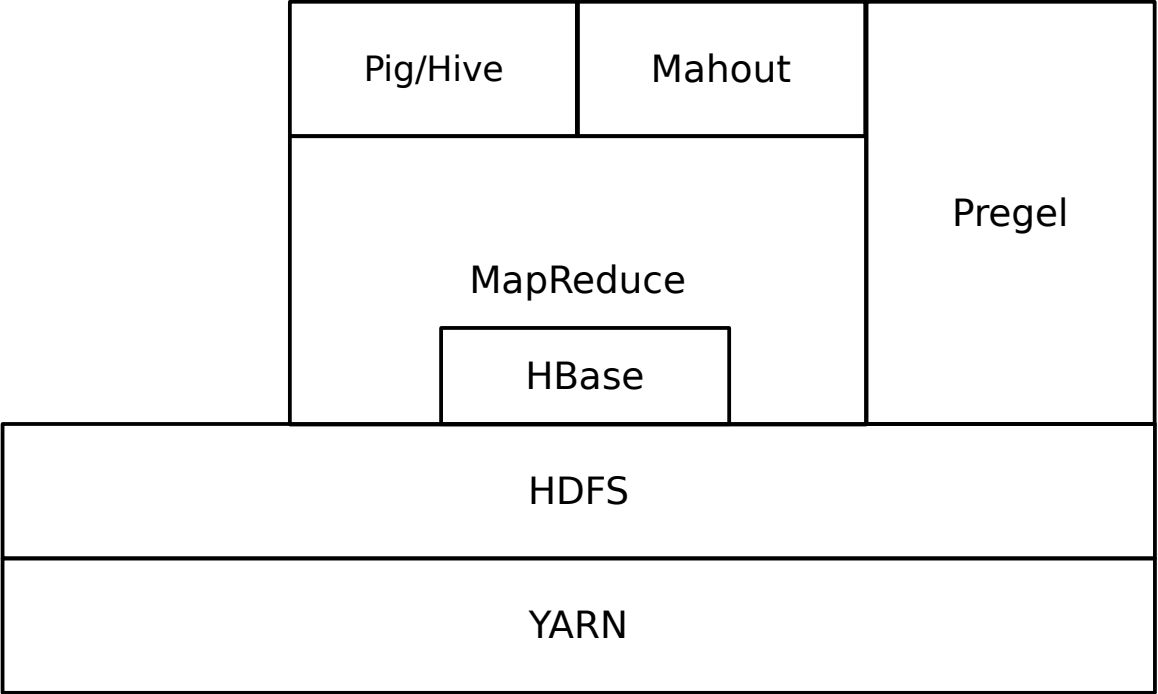 Pig/Hive
Mahout
Pregel
MapReduce
HBase
HDFS
YARN